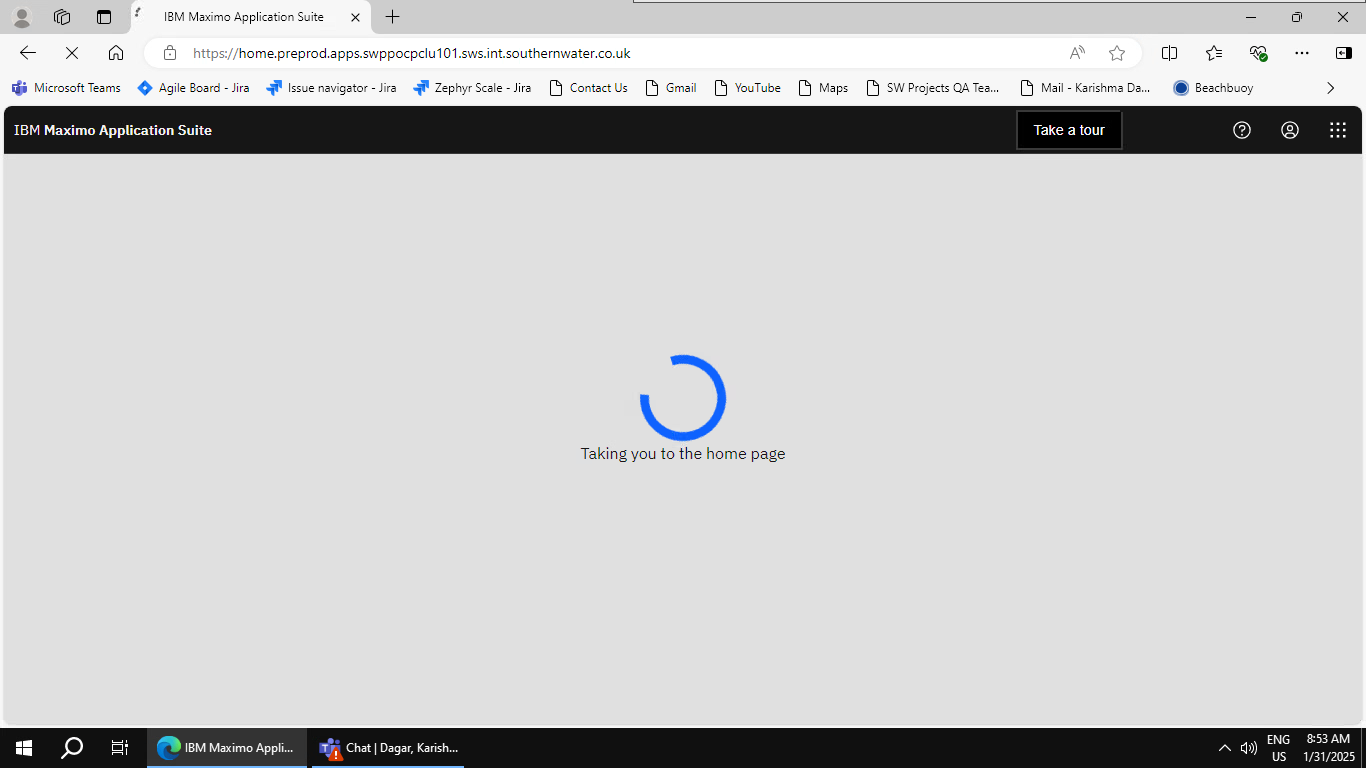 IBM Maximo Application Suite
https://home.preprod.apps.swppocpclu101.sws.int.southernwater.co.uk
Microsoft Teams Agile Board - Jira Issue navigator - Jira Zephyr Scale - Jira Contact Us Gmail YouTube Maps SW Projects QA Tea... Mail - Karishma Da... Beachbuoy
IBM Maximo Application Suite Take a tour
Taking you to the home page
IBM Maximo Appli... Chat | Dagar, Karish... ENG 8:53 AM
US 1/31/2025